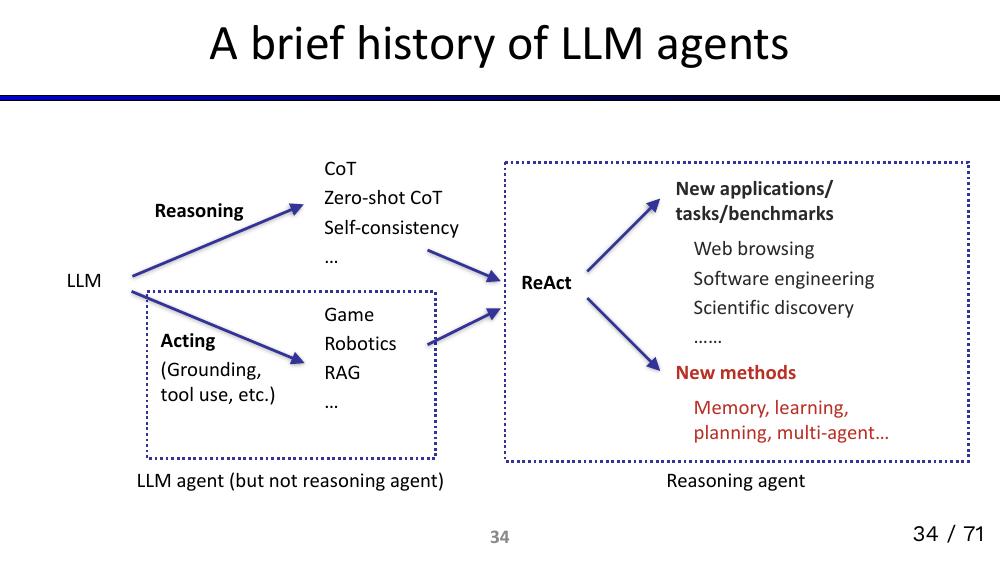 A brief history of LLM agents
CoT
Zero-shot CoT
Self-consistency
…
Reasoning
LLM
Acting
(Grounding,
tool use, etc.)
Game
Robotics
RAG
…
LLM agent (but not reasoning agent)
ReAct
New applications/
tasks/benchmarks
Web browsing
Software engineering
Scientific discovery
……
New methods
Memory, learning,
planning, multi-agent…
Reasoning agent
34
34 / 71